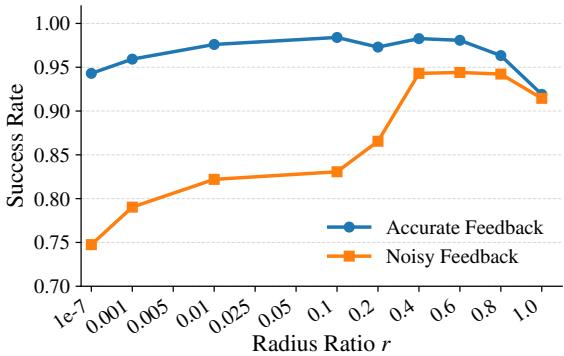 1.00
0.95
0.90
0.85
0.80
0.75
0.70
Success Rate
Accurate Feedback
Noisy Feedback
1e-7 0.001 0.005 0.01 0.025 0.05 0.1 0.2 0.4 0.6 0.8 1.0
Radius Ratio r